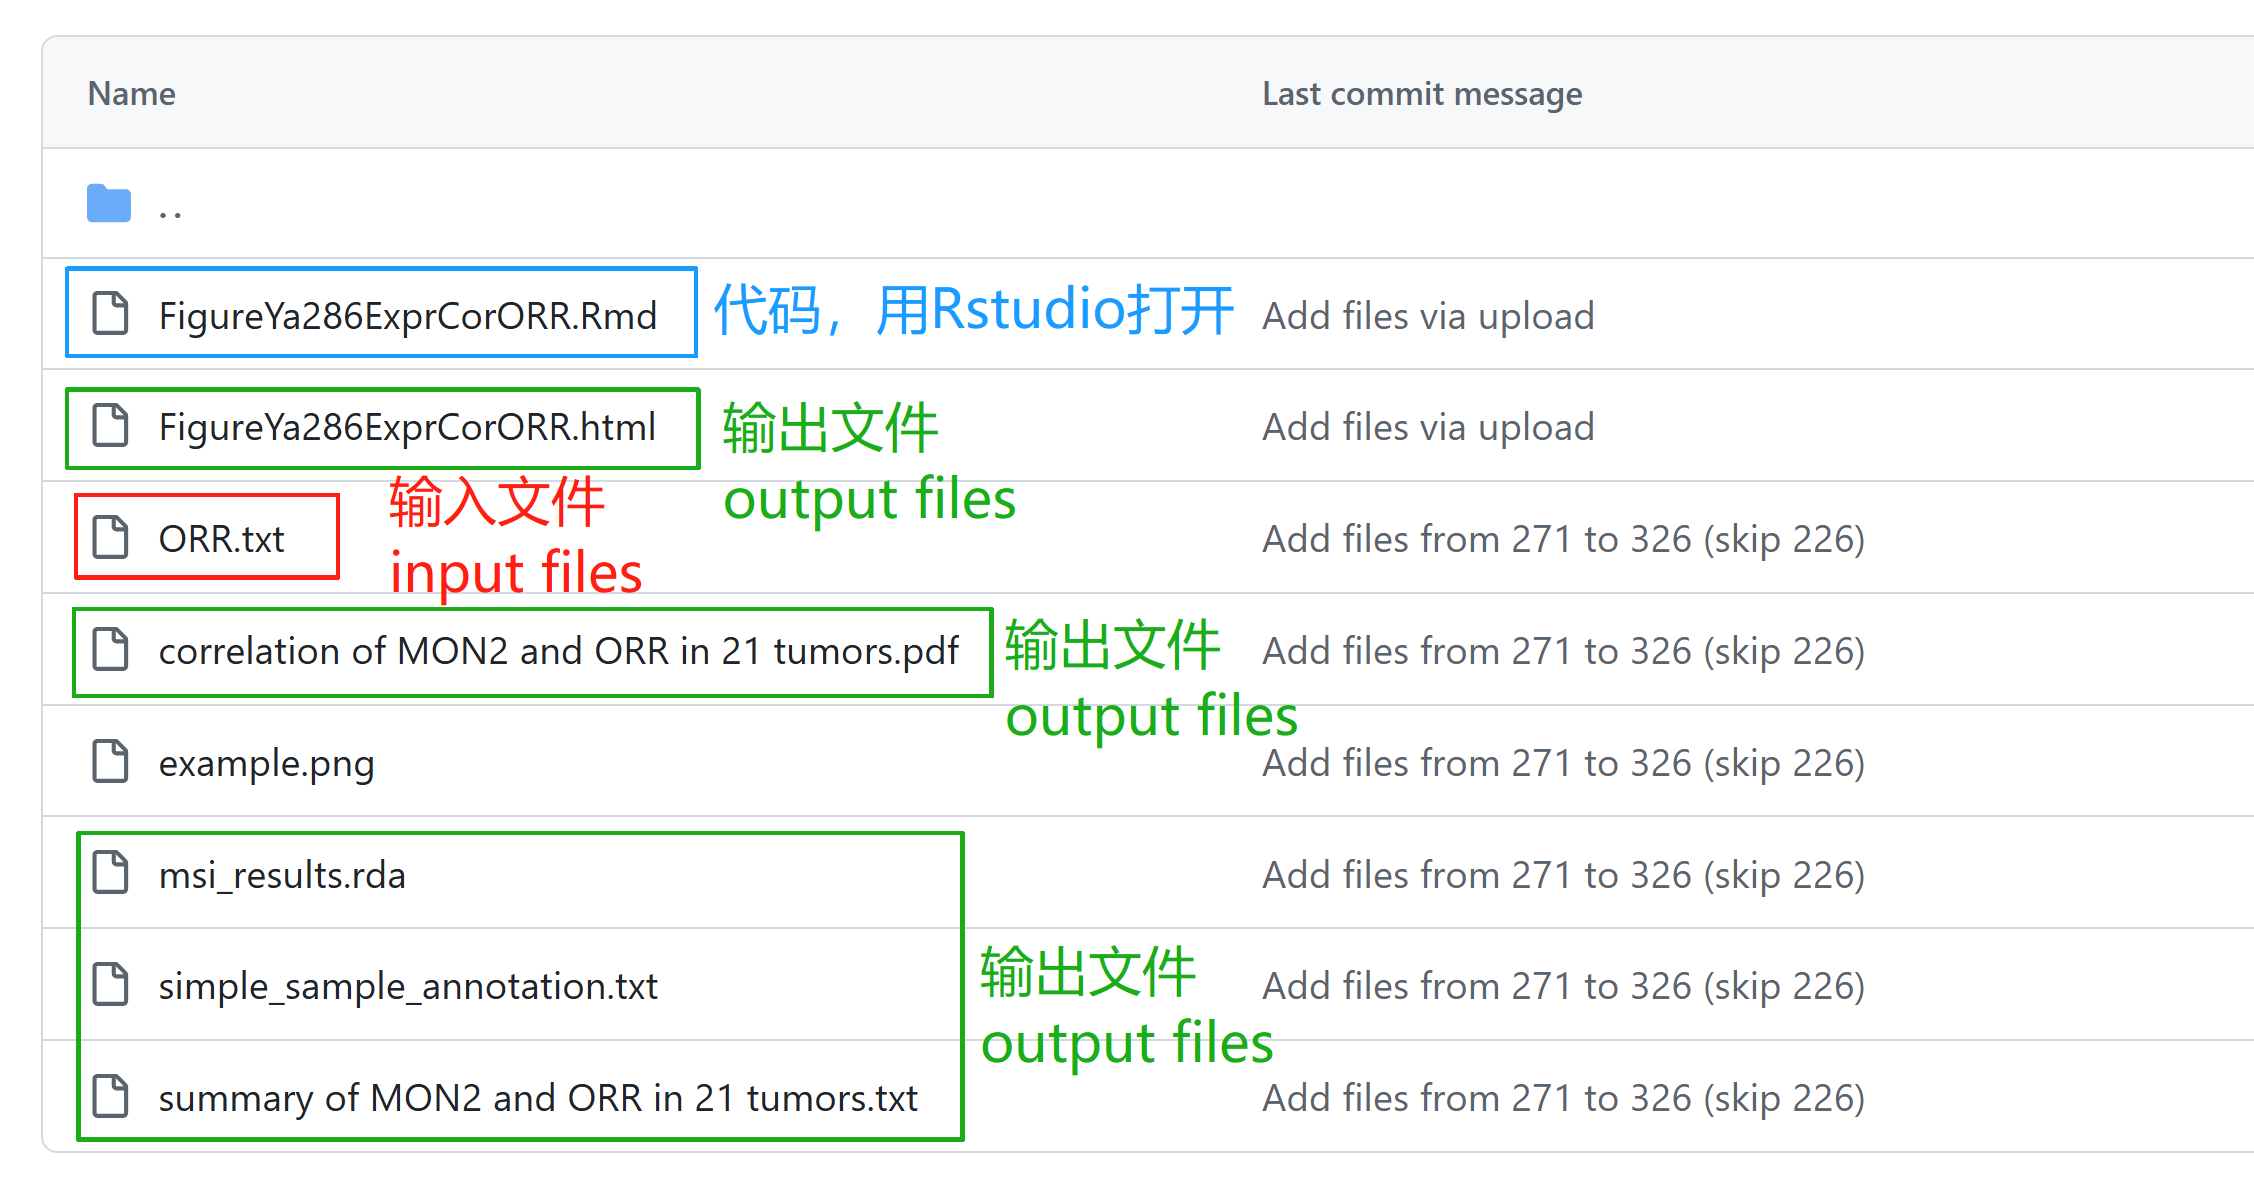 Name Last commit message
..
FigureYa286ExprCorORR.Rmd 代码，用Rstudio打开 Add files via upload
FigureYa286ExprCorORR.html 输出文件 Add files via upload
output files
输入文件
ORR.txt Add files from 271 to 326 (skip 226)
input files
correlation of MON2 and ORR in 21 tumors.pdf 输出文件 Add files from 271 to 326 (skip 226)
output files
example.png Add files from 271 to 326 (skip 226)
msi_results.rda Add files from 271 to 326 (skip 226)
simple_sample_annotation.txt 输出文件 Add files from 271 to 326 (skip 226)
output files
summary of MON2 and ORR in 21 tumors.txt Add files from 271 to 326 (skip 226)